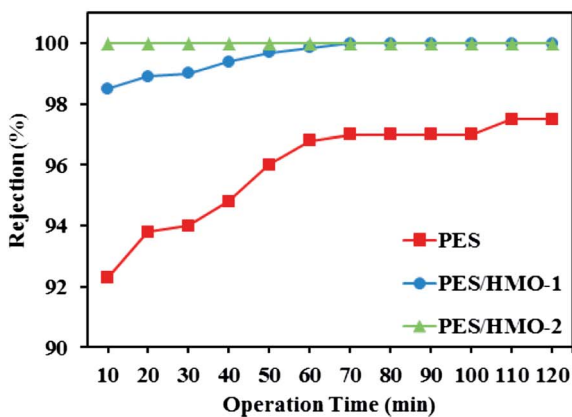 100
98
96
94
92
90
Rejection (%)
PES
PES/HMO-1
PES/HMO-2
10 20 30 40 50 60 70 80 90 100 110 120
Operation Time (min)